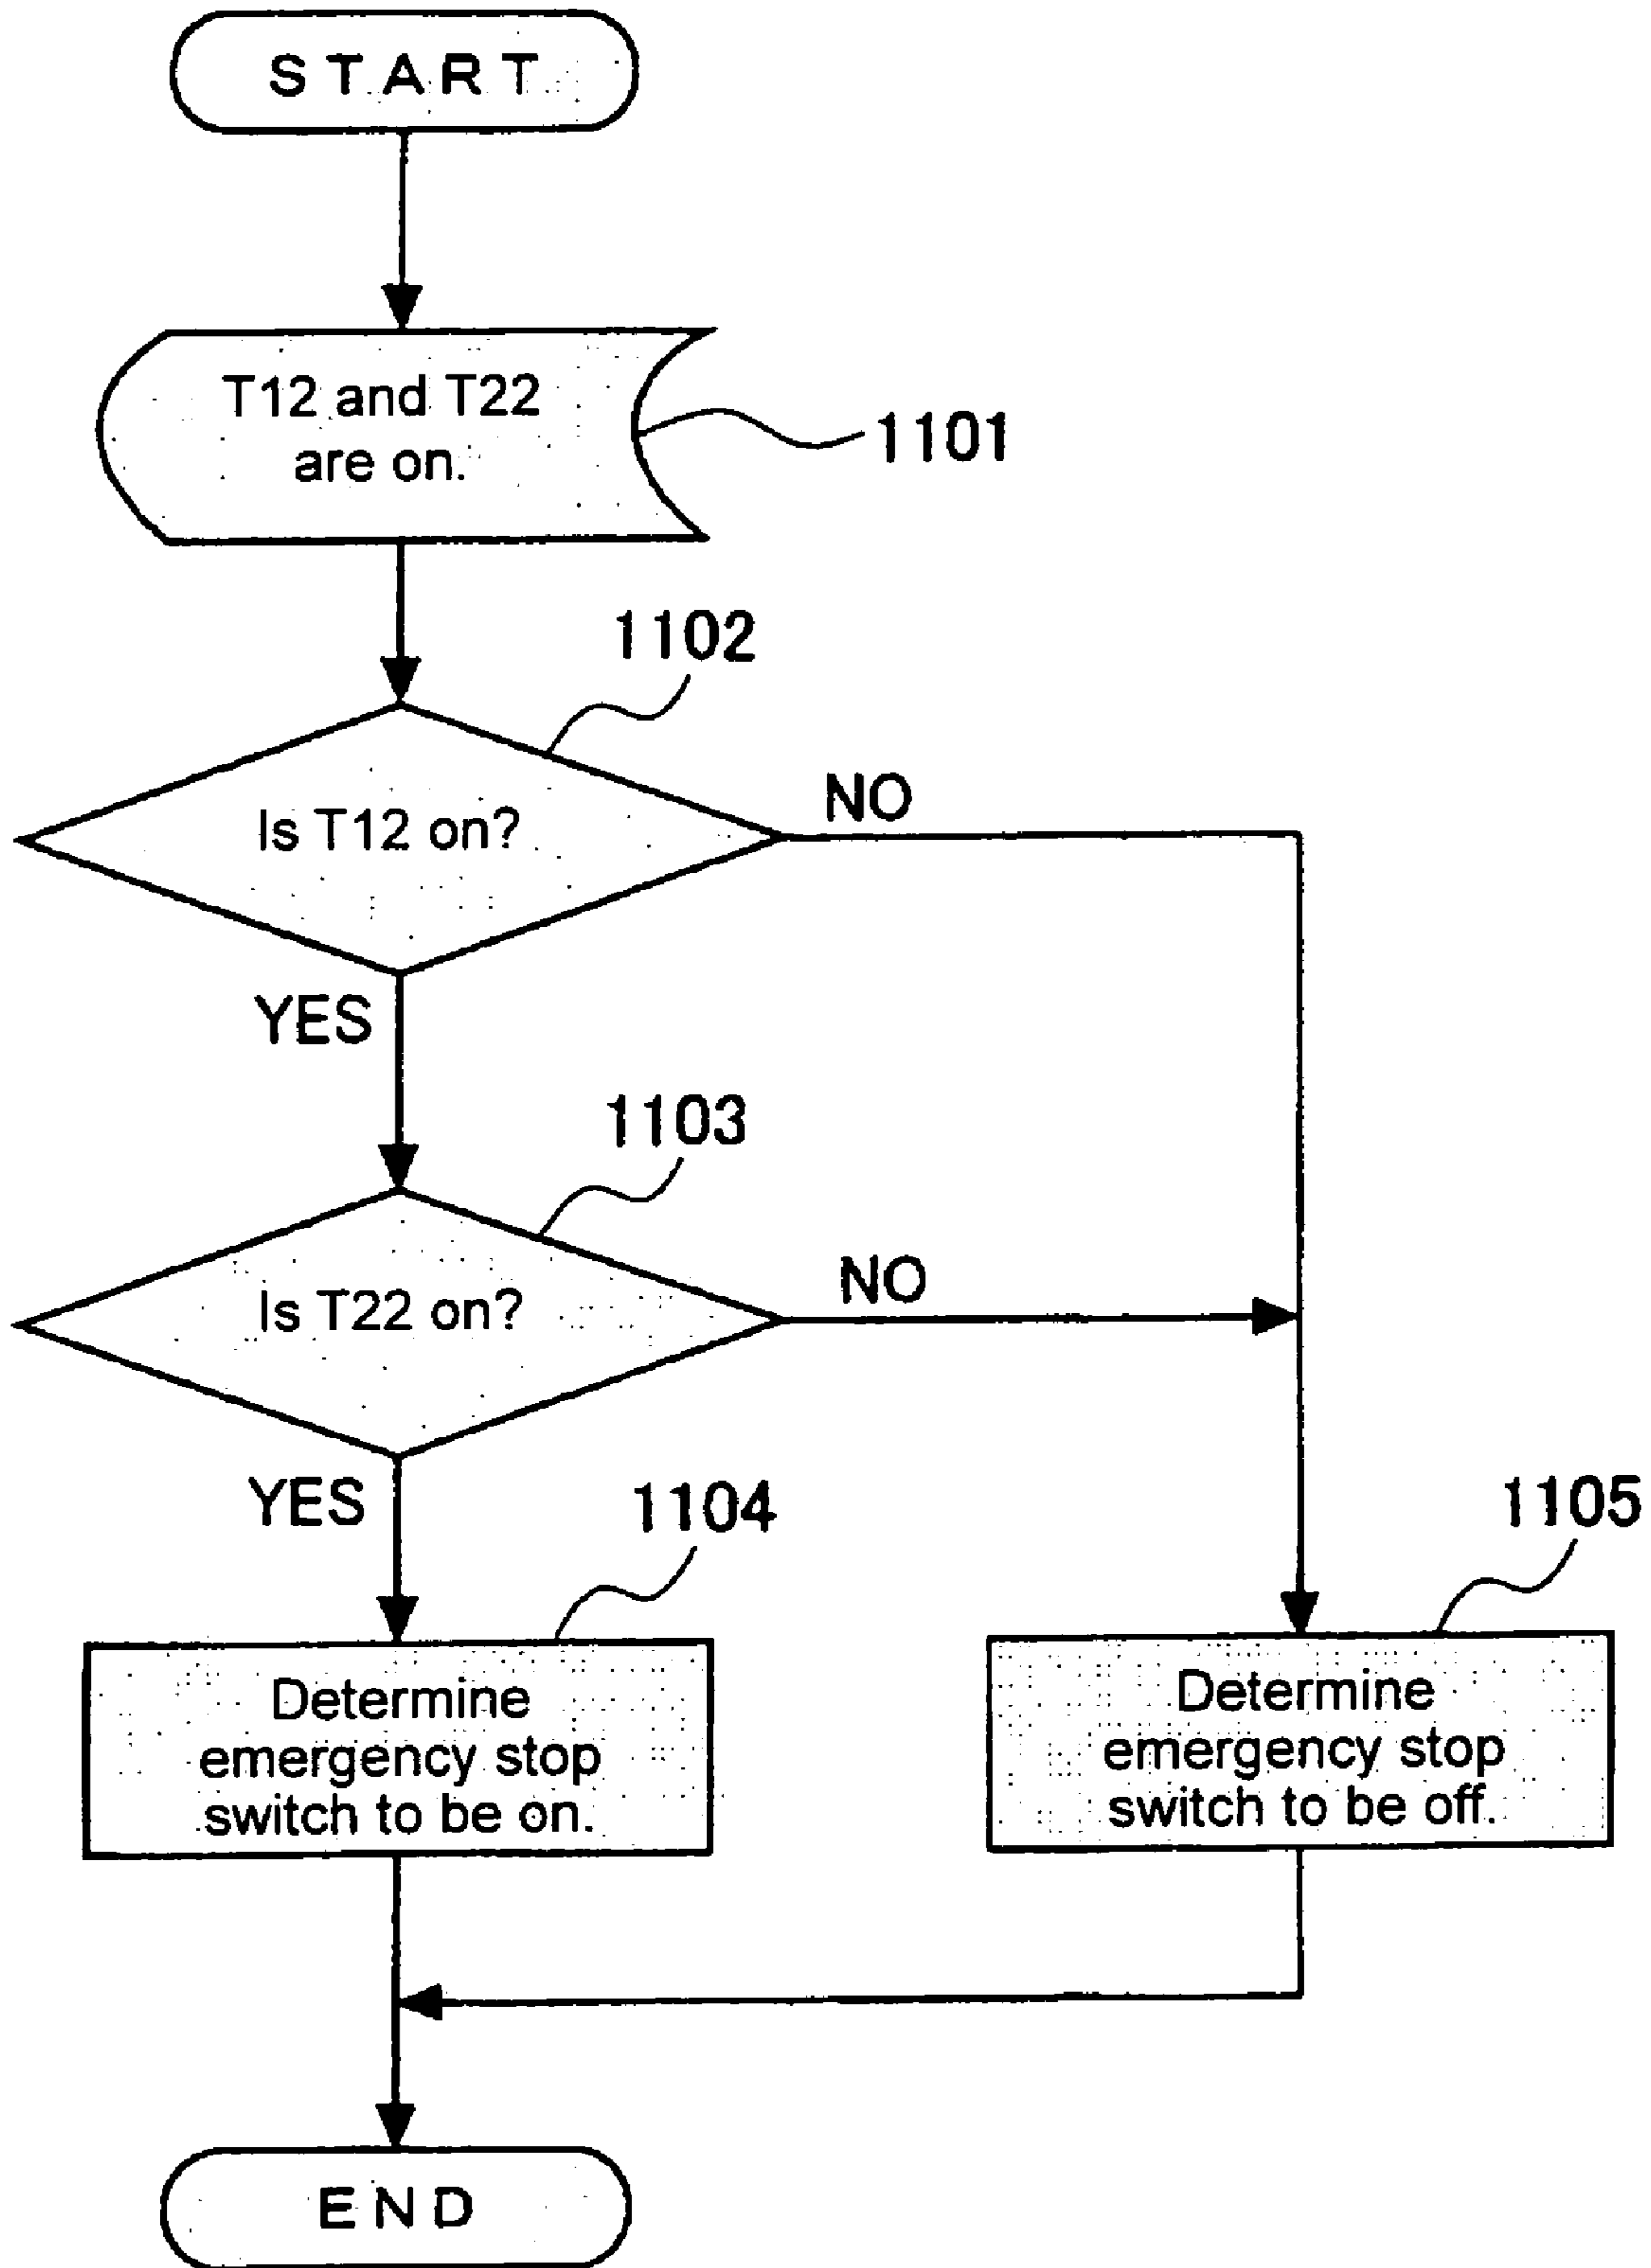 START
T12 and T22
are on.
1101
1102
Is T12 on?
NO
YES
1103
Is T22 on?
NO
YES
1104
1105
Determine
emergency stop
switch to be on.
Determine
emergency stop
switch to be off.
END